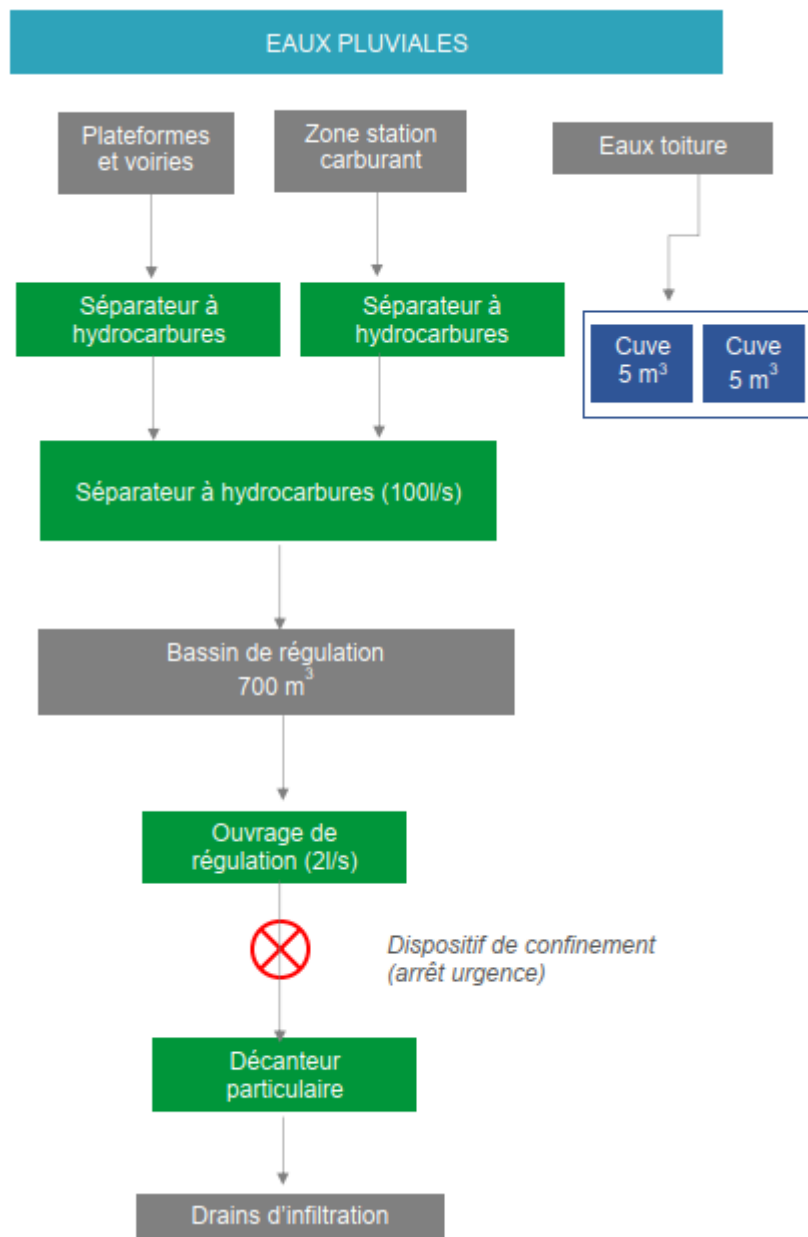 EAUX PLUVIALES
Plateformes
et voiries
Zone station
carburant
Eaux toiture
Séparateur à
hydrocarbures
Séparateur à
hydrocarbures
Cuve
5 m³
Cuve
5 m³
Séparateur à hydrocarbures (100l/s)
Bassin de régulation
700 m³
Ouvrage de
régulation (2l/s)
Dispositif de confinement
(arrêt urgence)
Décanteur
particulaire
Drains d'infiltration